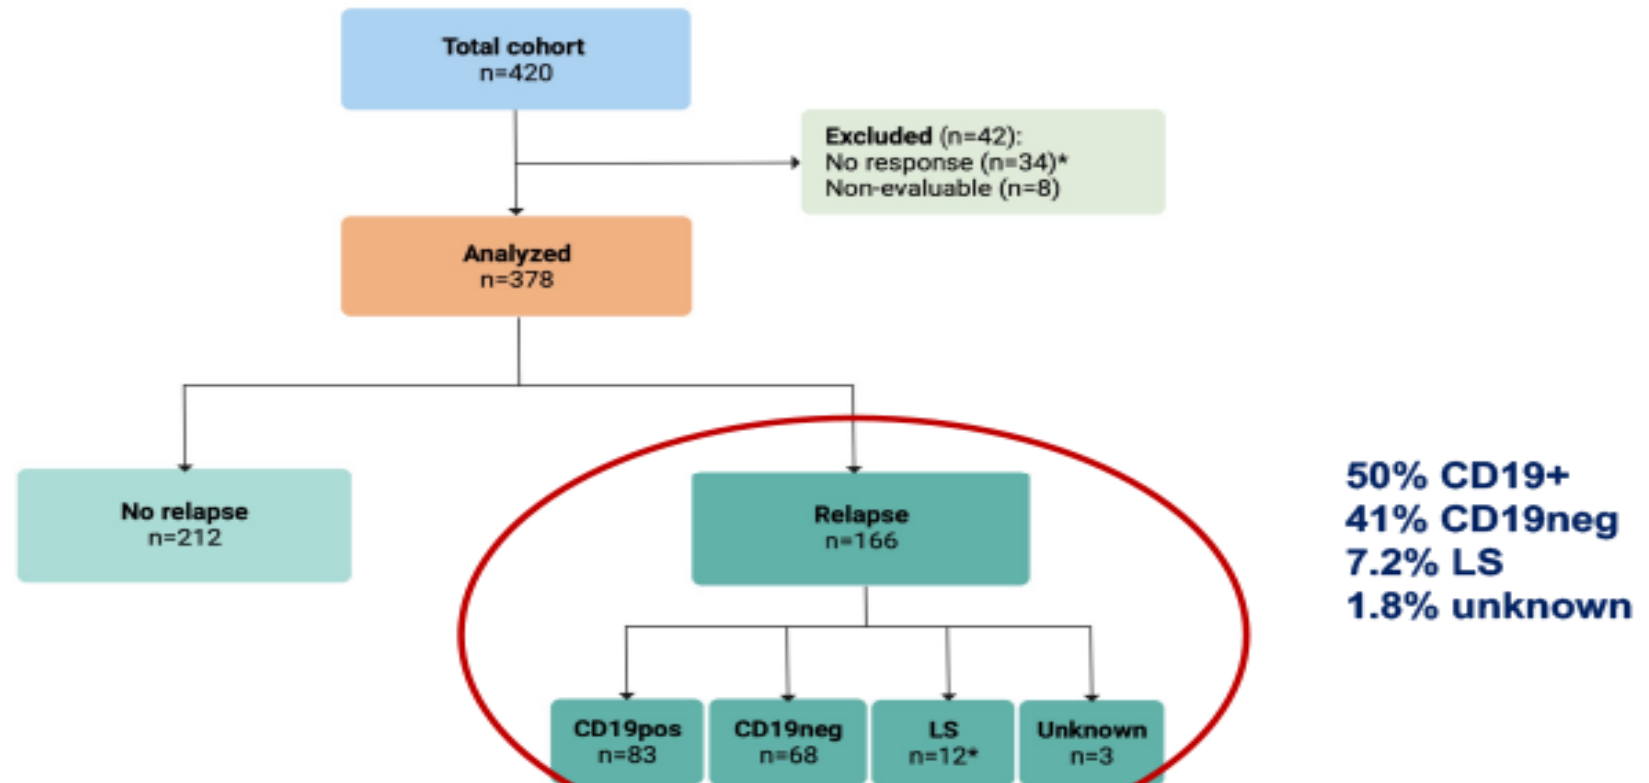 Total cohort
n=420
Excluded (n=42):
No response (n=34)*
Non-evaluable (n=8)
Analyzed
n=378
No relapse
n=212
Relapse
n=166
50% CD19+
41% CD19neg
7.2% LS
1.8% unknown
CD19pos
n=83
CD19neg
n=68
LS
n=12*
Unknown
n=3